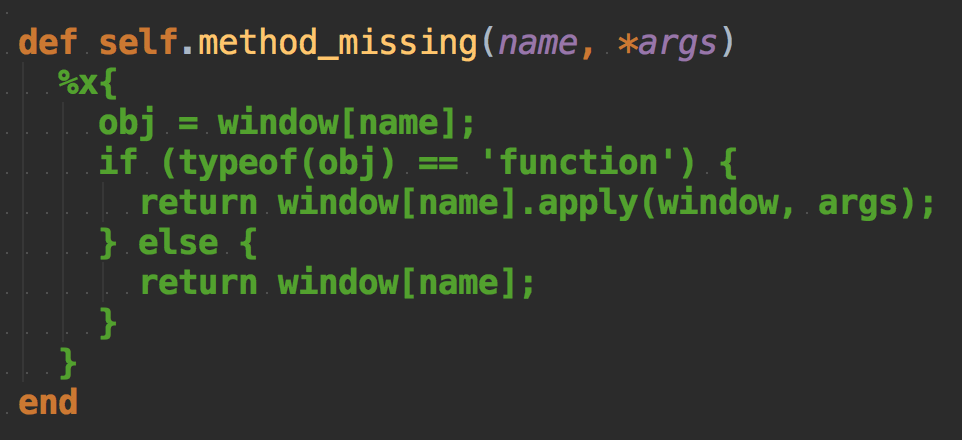 def self.method_missing(name, *args)
  %x{
    obj = window[name];
    if (typeof(obj) == 'function') {
      return window[name].apply(window, args);
    } else {
      return window[name];
    }
  }
end